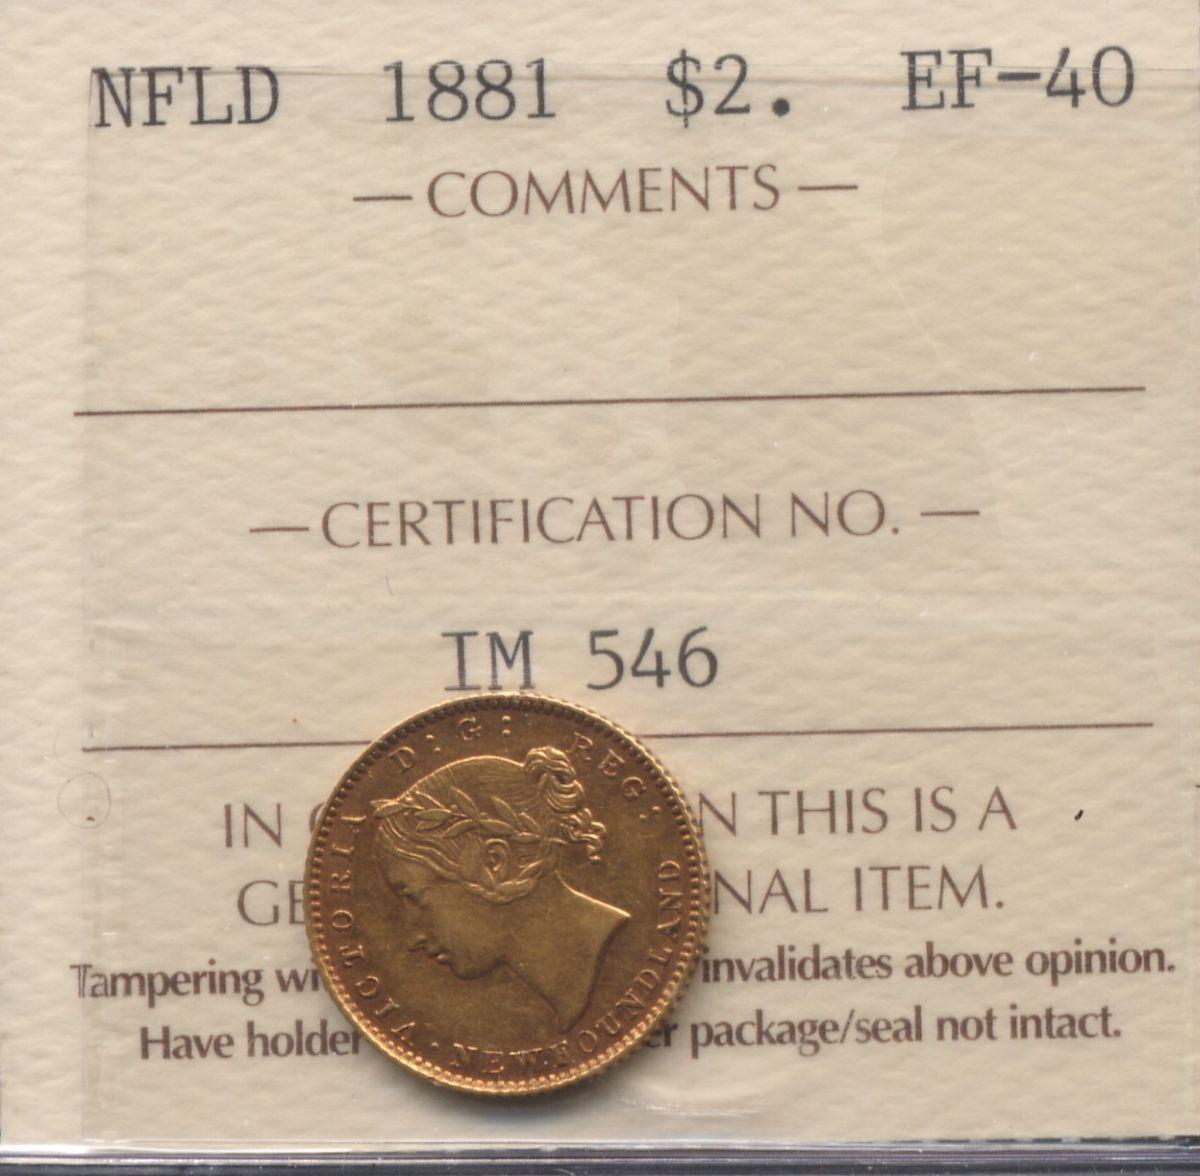 NFLD 1881 $2. EF-40
— COMMENTS —
— CERTIFICATION NO. —
IM 546
IN N THIS IS A
GE NAL ITEM.
Tampering wi invalidates above opinion.
Have holder er package/seal not intact.
VICTORIA D:G: REG:
NEWFOUNDLAND